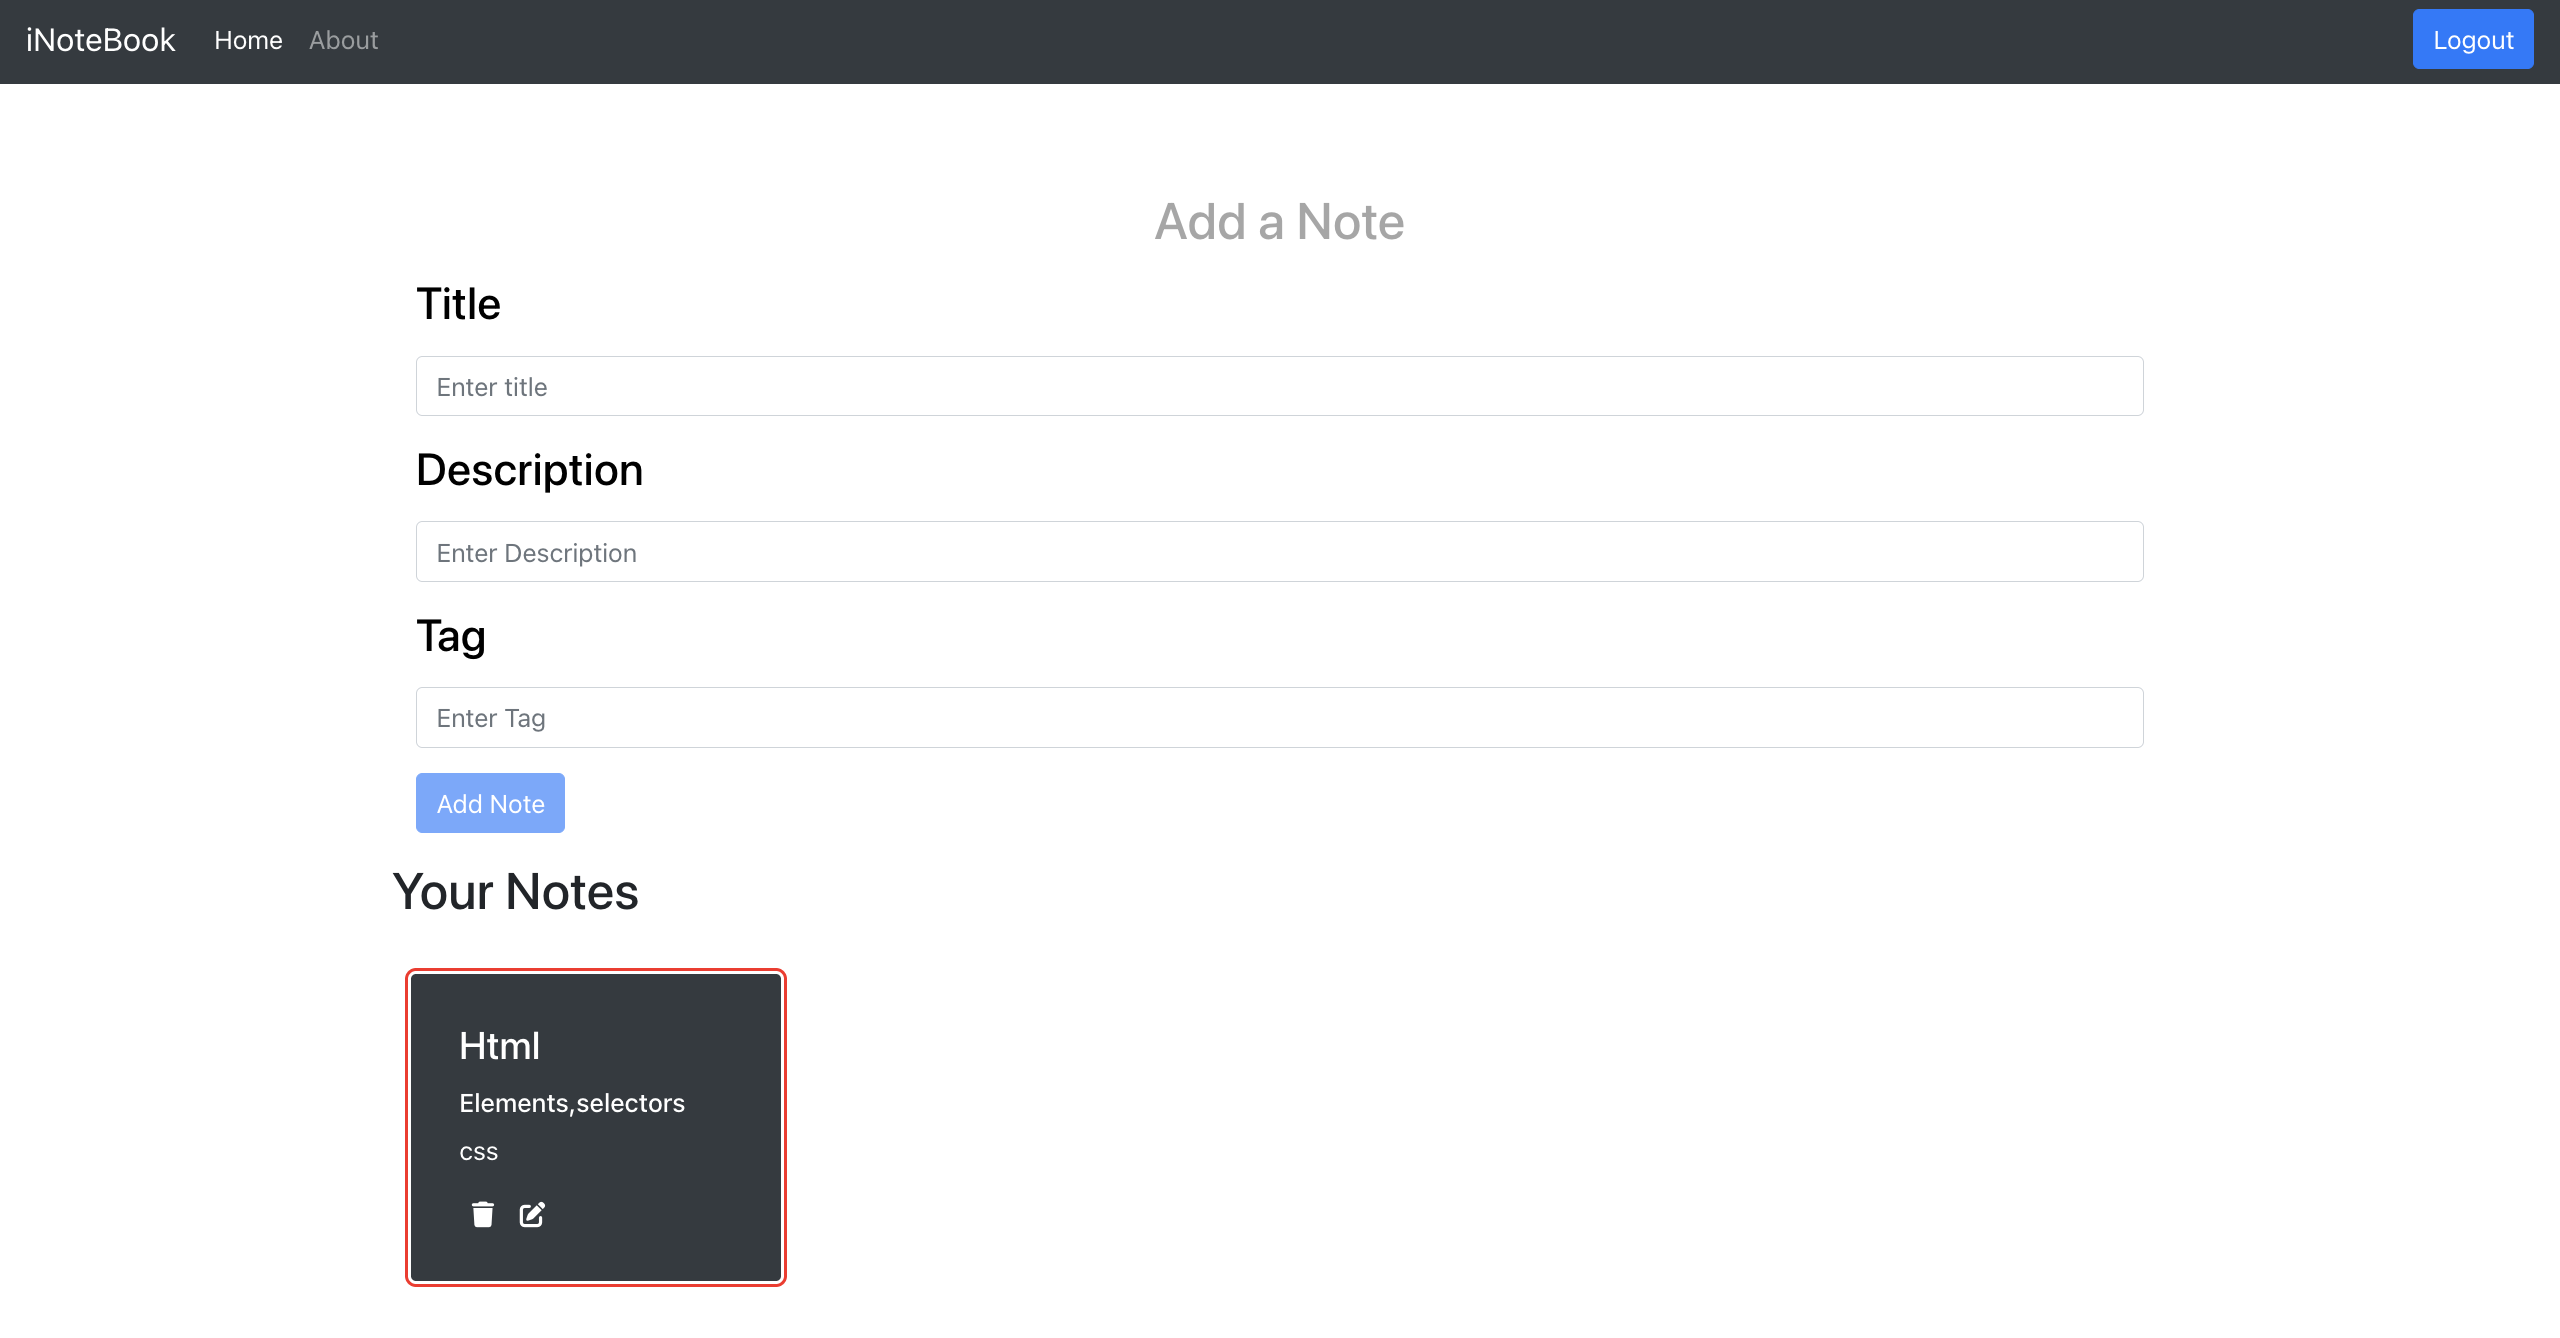 iNoteBook Home About Logout
Add a Note
Title
Enter title
Description
Enter Description
Tag
Enter Tag
Add Note
Your Notes
Html
Elements,selectors
css